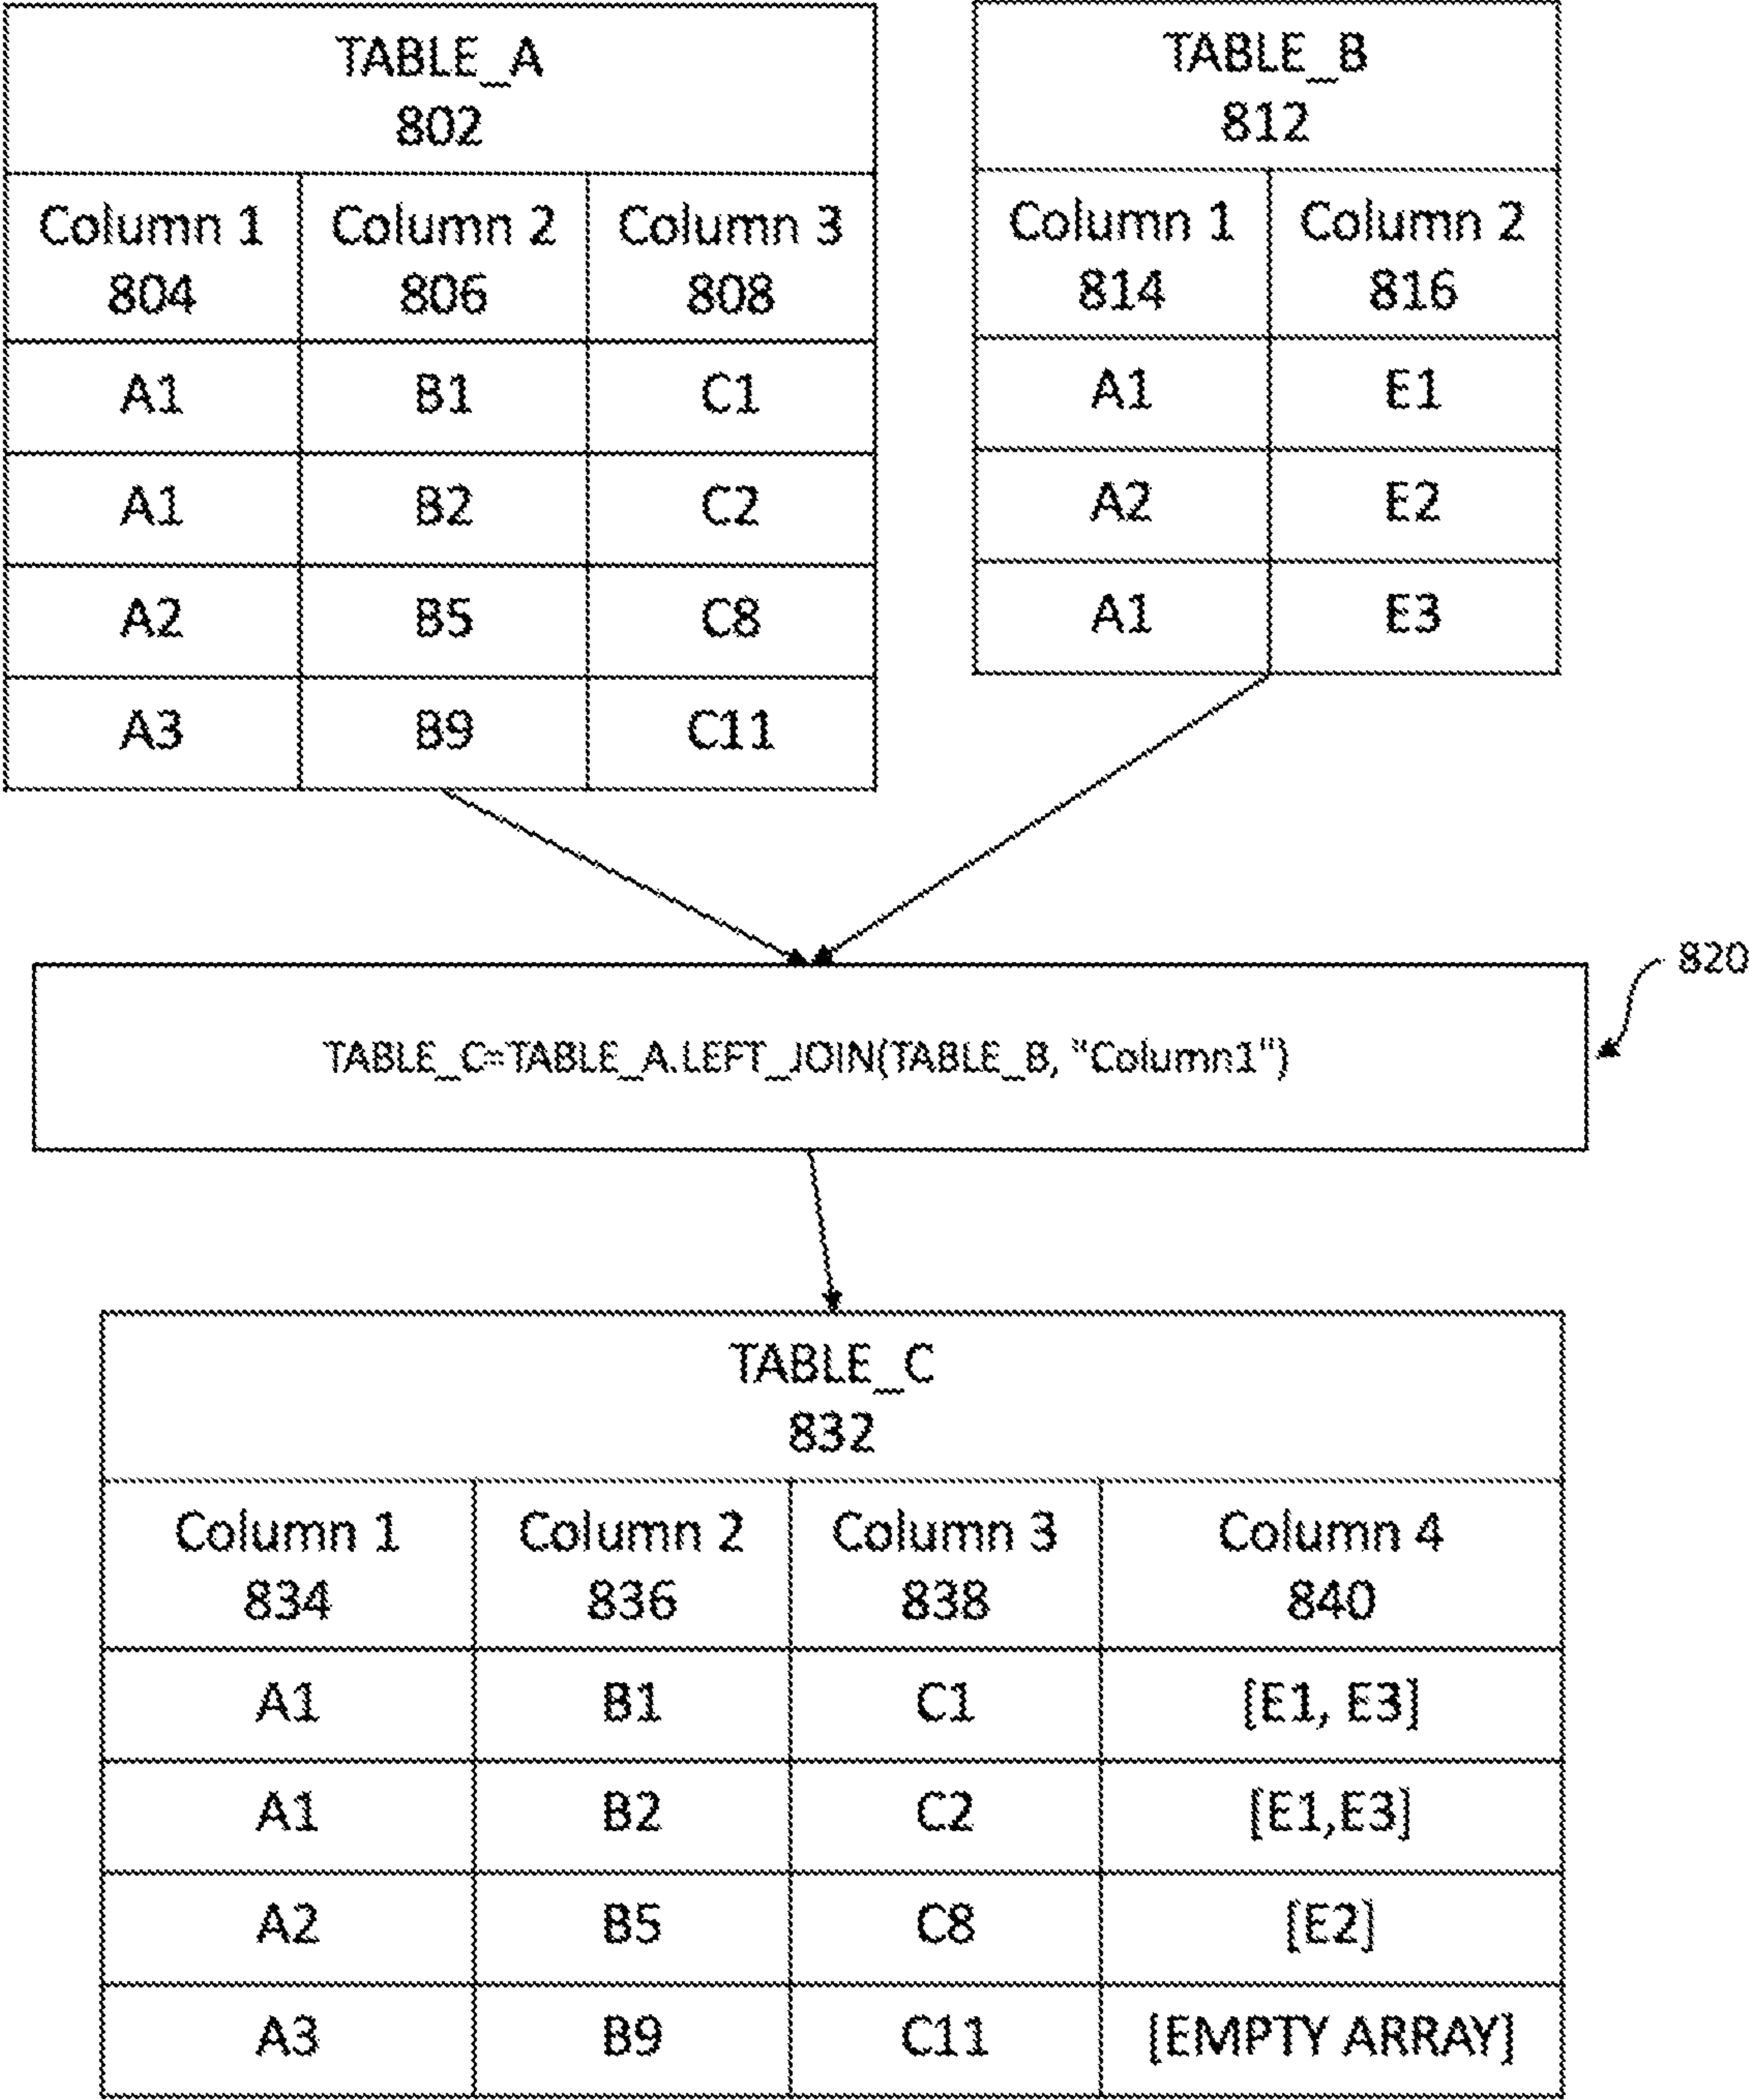 TABLE_A
802
Column 1 Column 2 Column 3
804 806 808
A1 B1 C1
A1 B2 C2
A2 B5 C8
A3 B9 C11
TABLE_B
812
Column 1 Column 2
814 816
A1 E1
A2 E2
A1 E3
820
TABLE_C=TABLE_A.LEFT_JOIN(TABLE_B, "Column1")
TABLE_C
832
Column 1 Column 2 Column 3 Column 4
834 836 838 840
A1 B1 C1 [E1, E3]
A1 B2 C2 [E1,E3]
A2 B5 C8 [E2]
A3 B9 C11 [EMPTY ARRAY]